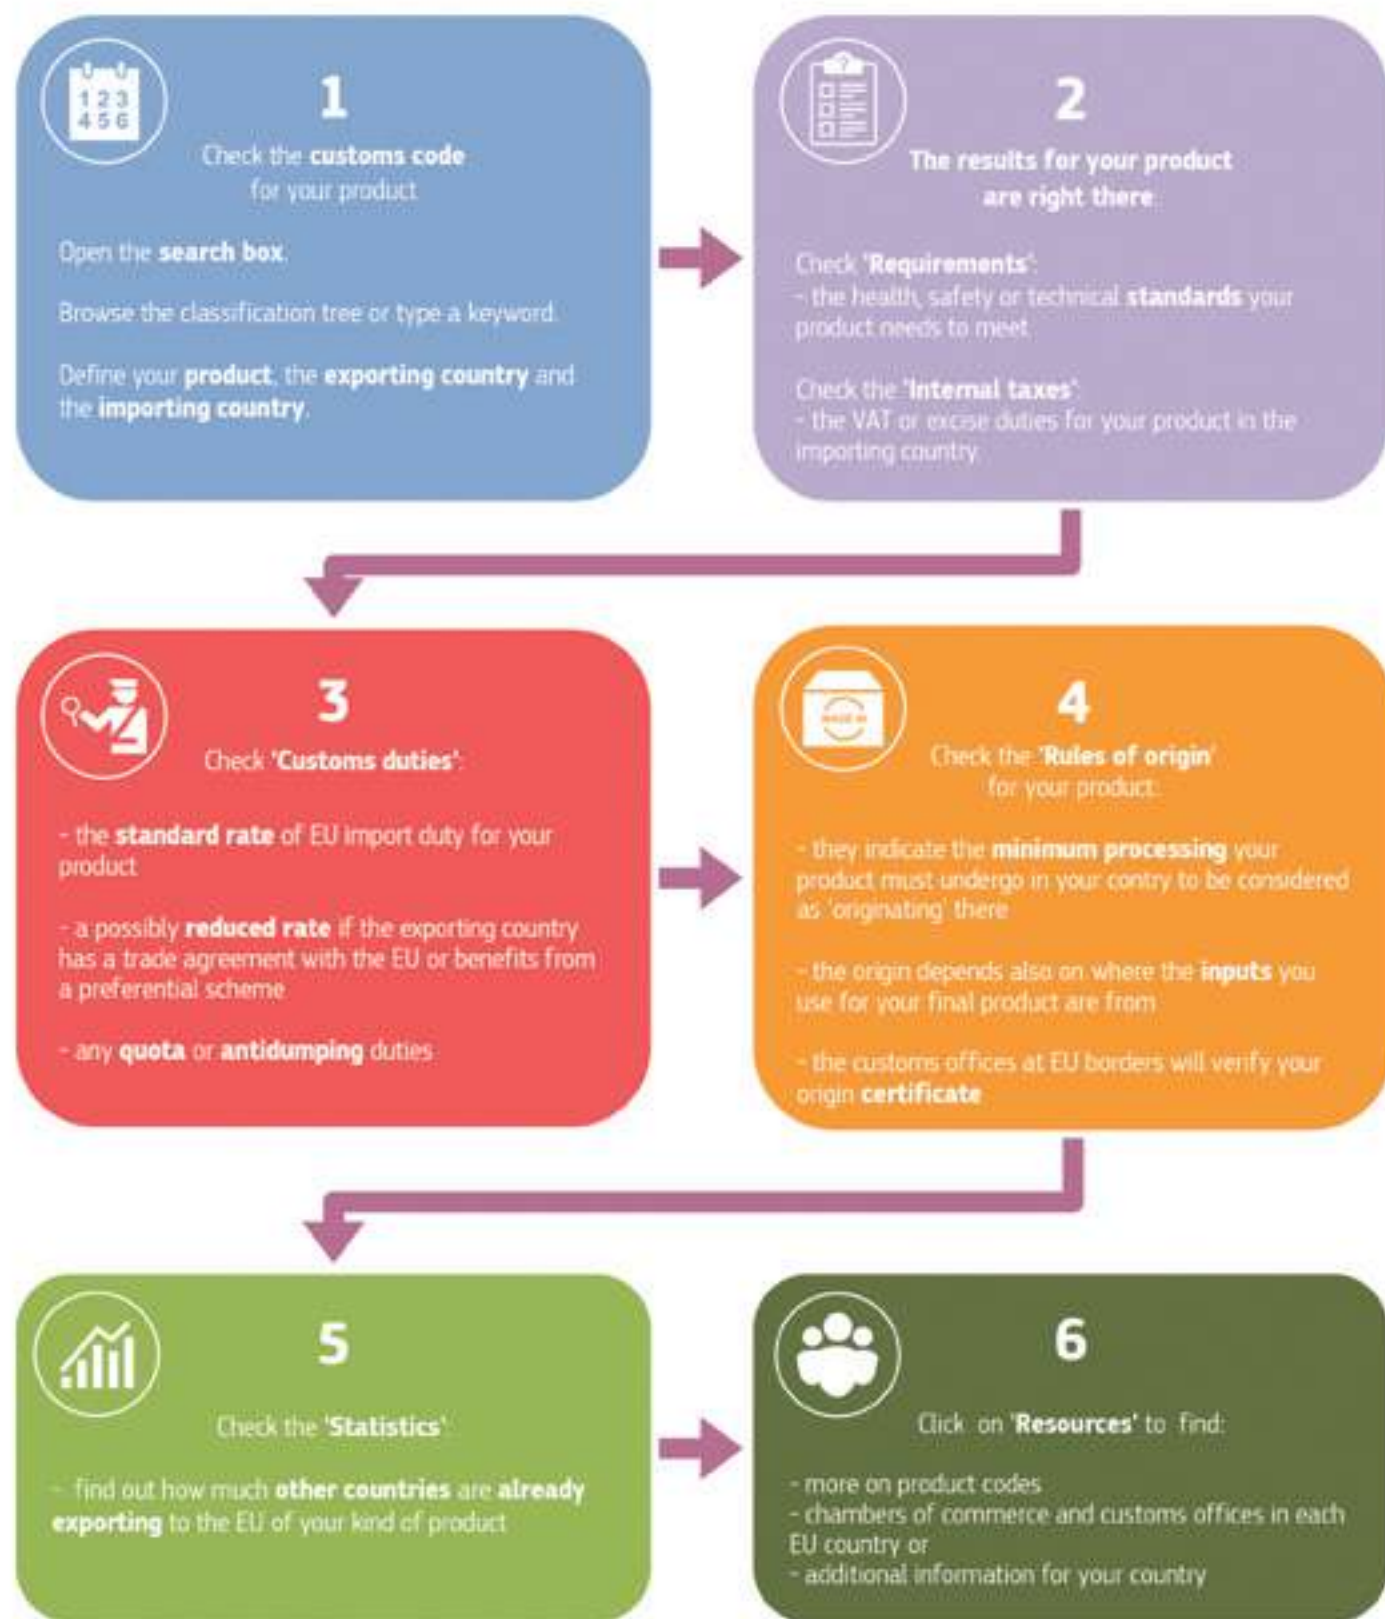 1 2 3
4 5 6
1
Check the customs code
for your product
Open the search box.
Browse the classification tree or type a keyword.
Define your product, the exporting country and
the importing country.
?
2
The results for your product
are right there.
Check 'Requirements':
- the health, safety or technical standards your
product needs to meet
Check the 'Internal taxes':
- the VAT or excise duties for your product in the
importing country
3
Check 'Customs duties':
- the standard rate of EU import duty for your
product
- a possibly reduced rate if the exporting country
has a trade agreement with the EU or benefits from
a preferential scheme
- any quota or antidumping duties
MADE IN
4
Check the 'Rules of origin'
for your product:
- they indicate the minimum processing your
product must undergo in your contry to be considered
as 'originating' there
- the origin depends also on where the inputs you
use for your final product are from
- the customs offices at EU borders will verify your
origin certificate
5
Check the 'Statistics':
- find out how much other countries are already
exporting to the EU of your kind of product
6
Click on 'Resources' to find:
- more on product codes
- chambers of commerce and customs offices in each
EU country or
- additional information for your country